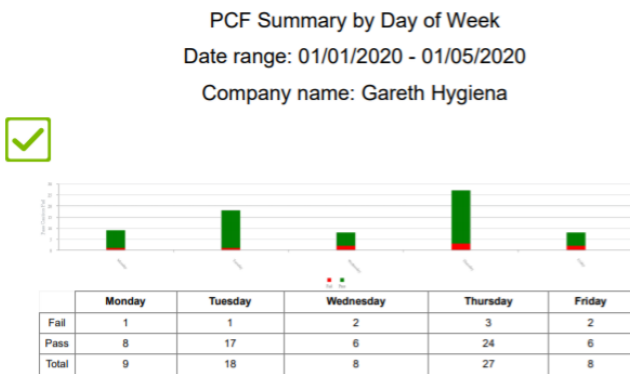 PCF Summary by Day of Week
Date range: 01/01/2020 - 01/05/2020
Company name: Gareth Hygiena
Monday Tuesday Wednesday Thursday Friday
Fail 1 1 2 3 2
Pass 8 17 6 24 6
Total 9 18 8 27 8